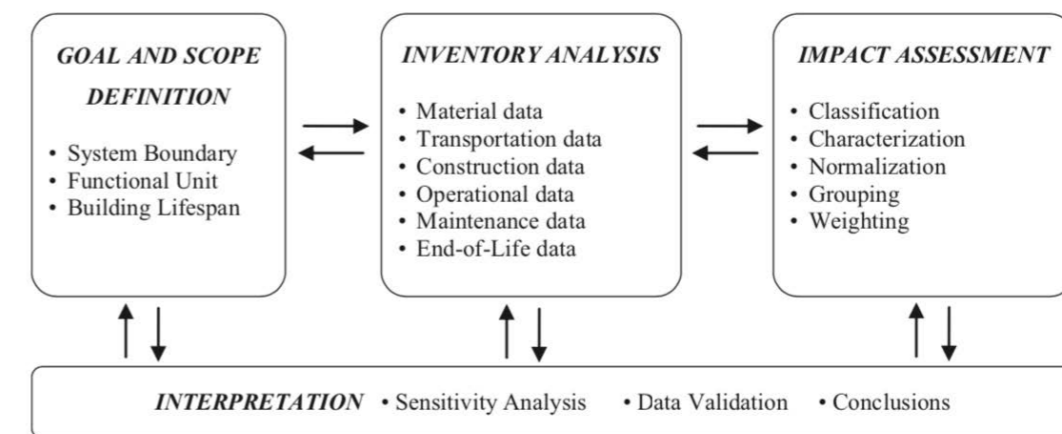 GOAL AND SCOPE
DEFINITION
• System Boundary
• Functional Unit
• Building Lifespan
INVENTORY ANALYSIS
• Material data
• Transportation data
• Construction data
• Operational data
• Maintenance data
• End-of-Life data
IMPACT ASSESSMENT
• Classification
• Characterization
• Normalization
• Grouping
• Weighting
INTERPRETATION • Sensitivity Analysis • Data Validation • Conclusions